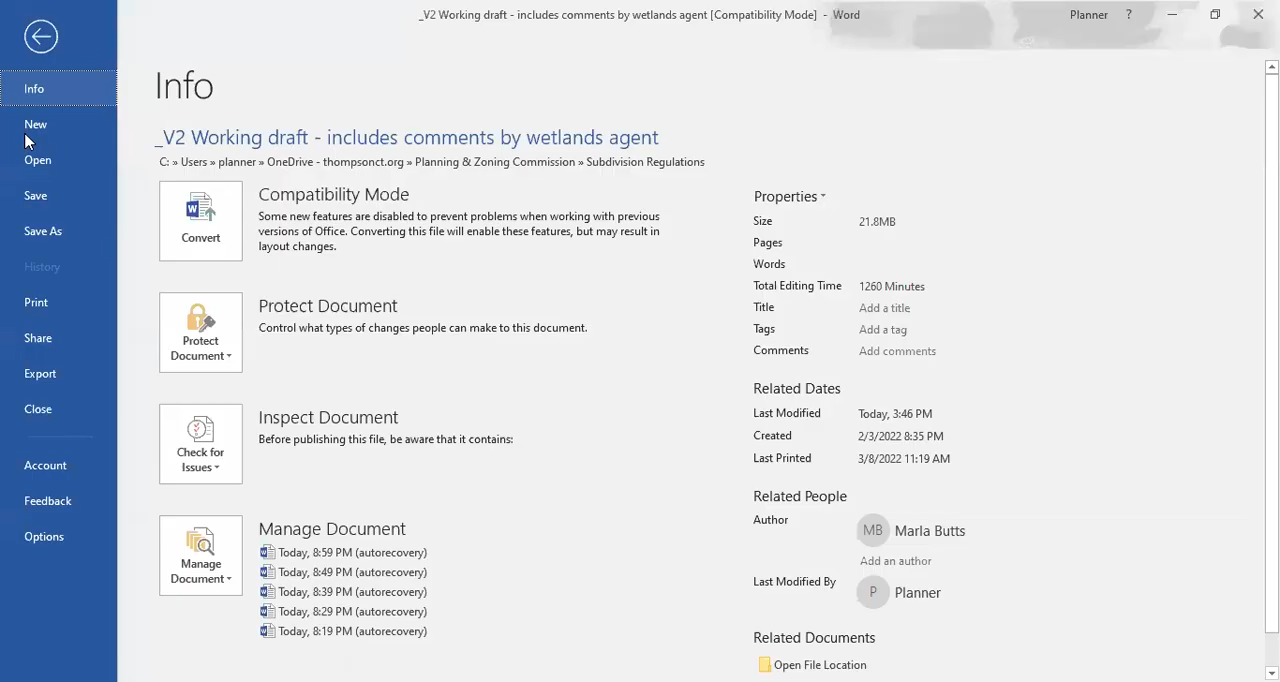 _V2 Working draft - includes comments by wetlands agent [Compatibility Mode] - Word
Planner
?
Info
New
Open
Save
Save As
History
Print
Share
Export
Close
Account
Feedback
Options
Info
_V2 Working draft - includes comments by wetlands agent
C: » Users » planner » OneDrive - thompsonct.org » Planning & Zoning Commission » Subdivision Regulations
Convert
Compatibility Mode
Some new features are disabled to prevent problems when working with previous
versions of Office. Converting this file will enable these features, but may result in
layout changes.
Protect
Document
Protect Document
Control what types of changes people can make to this document.
Check for
Issues
Inspect Document
Before publishing this file, be aware that it contains:
Manage
Document
Manage Document
Today, 8:59 PM (autorecovery)
Today, 8:49 PM (autorecovery)
Today, 8:39 PM (autorecovery)
Today, 8:29 PM (autorecovery)
Today, 8:19 PM (autorecovery)
Properties
Size 21.8MB
Pages
Words
Total Editing Time 1260 Minutes
Title Add a title
Tags Add a tag
Comments Add comments
Related Dates
Last Modified Today, 3:46 PM
Created 2/3/2022 8:35 PM
Last Printed 3/8/2022 11:19 AM
Related People
Author
MB Marla Butts
Add an author
Last Modified By
P Planner
Related Documents
Open File Location